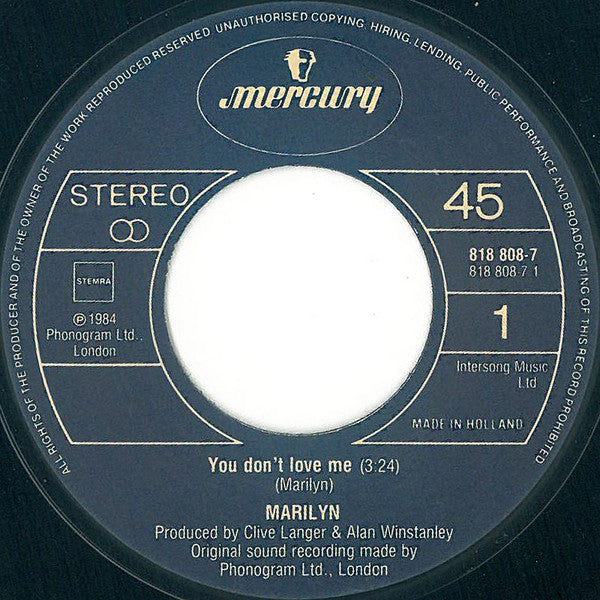 ALL RIGHTS OF THE PRODUCER AND OF THE OWNER OF THE WORK REPRODUCED RESERVED UNAUTHORISED COPYING, HIRING, LENDING, PUBLIC PERFORMANCE AND BROADCASTING OF THIS RECORD PROHIBITED
mercury
STEREO
45
818 808-7
818 808-7 1
STEMRA
℗ 1984
Phonogram Ltd.,
London
1
Intersong Music
Ltd
MADE IN HOLLAND
You don't love me (3:24)
(Marilyn)
MARILYN
Produced by Clive Langer & Alan Winstanley
Original sound recording made by
Phonogram Ltd., London